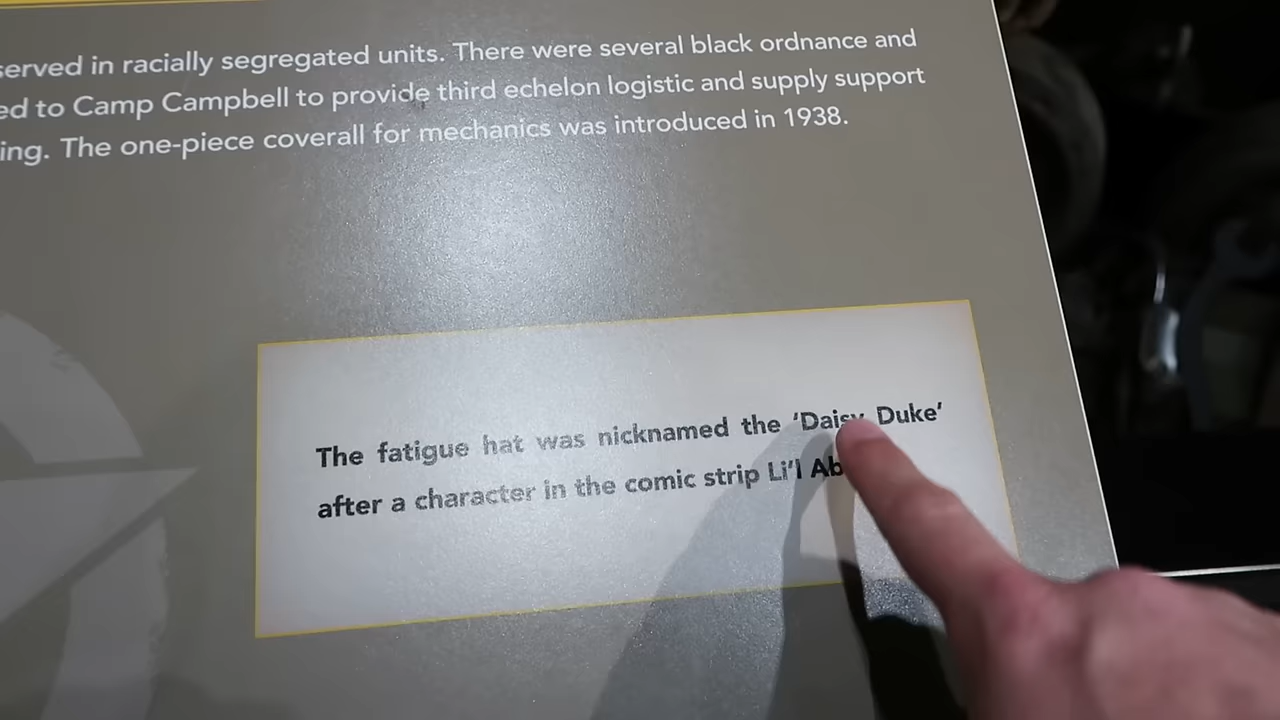 served in racially segregated units. There were several black ordnance and
ed to Camp Campbell to provide third echelon logistic and supply support
ing. The one-piece coverall for mechanics was introduced in 1938.
The fatigue hat was nicknamed the ‘Daisy Duke’
after a character in the comic strip Li’l Ab